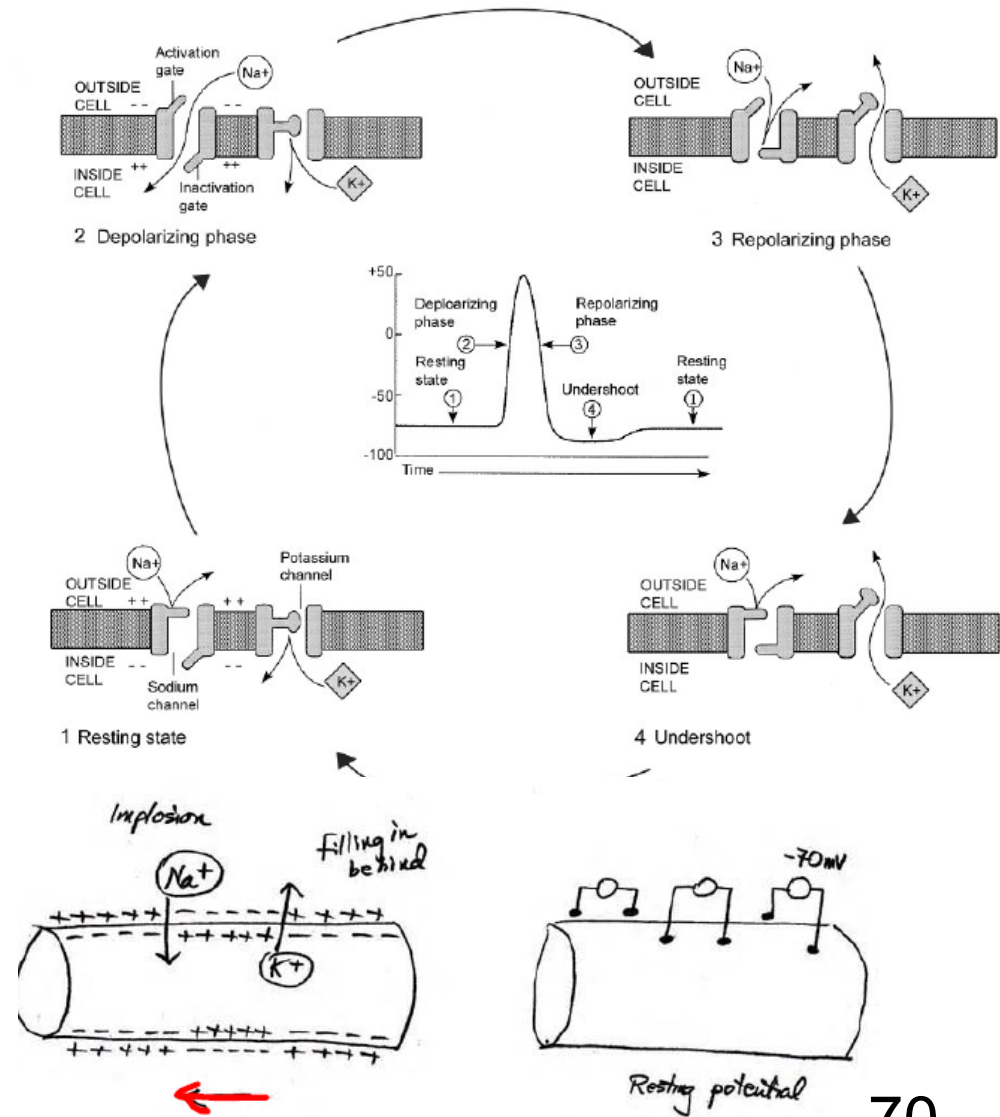 Activation
gate
Na+
OUTSIDE
CELL
-- --
INSIDE
CELL
++ ++
Inactivation
gate
K+
2 Depolarizing phase
Na+
OUTSIDE
CELL
INSIDE
CELL
K+
3 Repolarizing phase
+50
0
-50
-100
Deploarizing
phase
2
Repolarizing
phase
3
Resting
state
1
Undershoot
4
Resting
state
1
Time
Na+
Potassium
channel
OUTSIDE
CELL
++ ++
INSIDE
CELL
-- --
Sodium
channel
K+
1 Resting state
Na+
OUTSIDE
CELL
INSIDE
CELL
K+
4 Undershoot
Implosion
filling in
behind
Na+
K+
+++++ ----- +++++
----- +++++ -----
----- +++++ -----
+++++ ----- +++++
-70mV
Resting potential